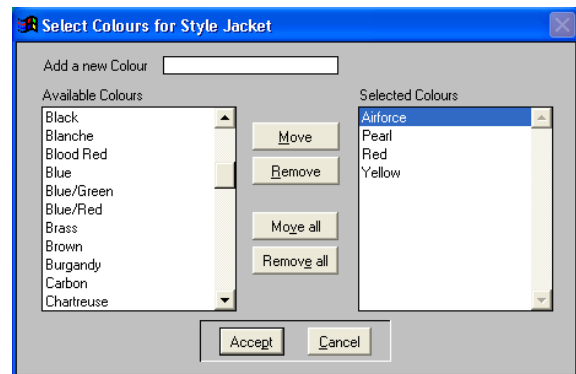 Select Colours for Style Jacket
Add a new Colour
Available Colours
Black
Blanche
Blood Red
Blue
Blue/Green
Blue/Red
Brass
Brown
Burgandy
Carbon
Chartreuse
Move
Remove
Move all
Remove all
Selected Colours
Airforce
Pearl
Red
Yellow
Accept
Cancel